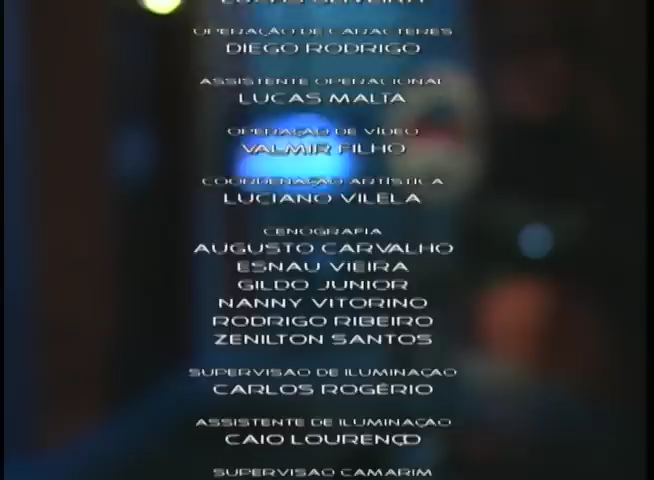 OPERAÇÃO DE CARACTERES
DIEGO RODRIGO
ASSISTENTE OPERACIONAL
LUCAS MALTA
OPERAÇÃO DE VÍDEO
VALMIR FILHO
COORDENAÇÃO ARTÍSTICA
LUCIANO VILELA
CENOGRAFIA
AUGUSTO CARVALHO
ESNAU VIEIRA
GILDO JUNIOR
NANNY VITORINO
RODRIGO RIBEIRO
ZENILTON SANTOS
SUPERVISÃO DE ILUMINAÇÃO
CARLOS ROGÉRIO
ASSISTENTE DE ILUMINAÇÃO
CAIO LOURENÇO
SUPERVISÃO CAMARIM